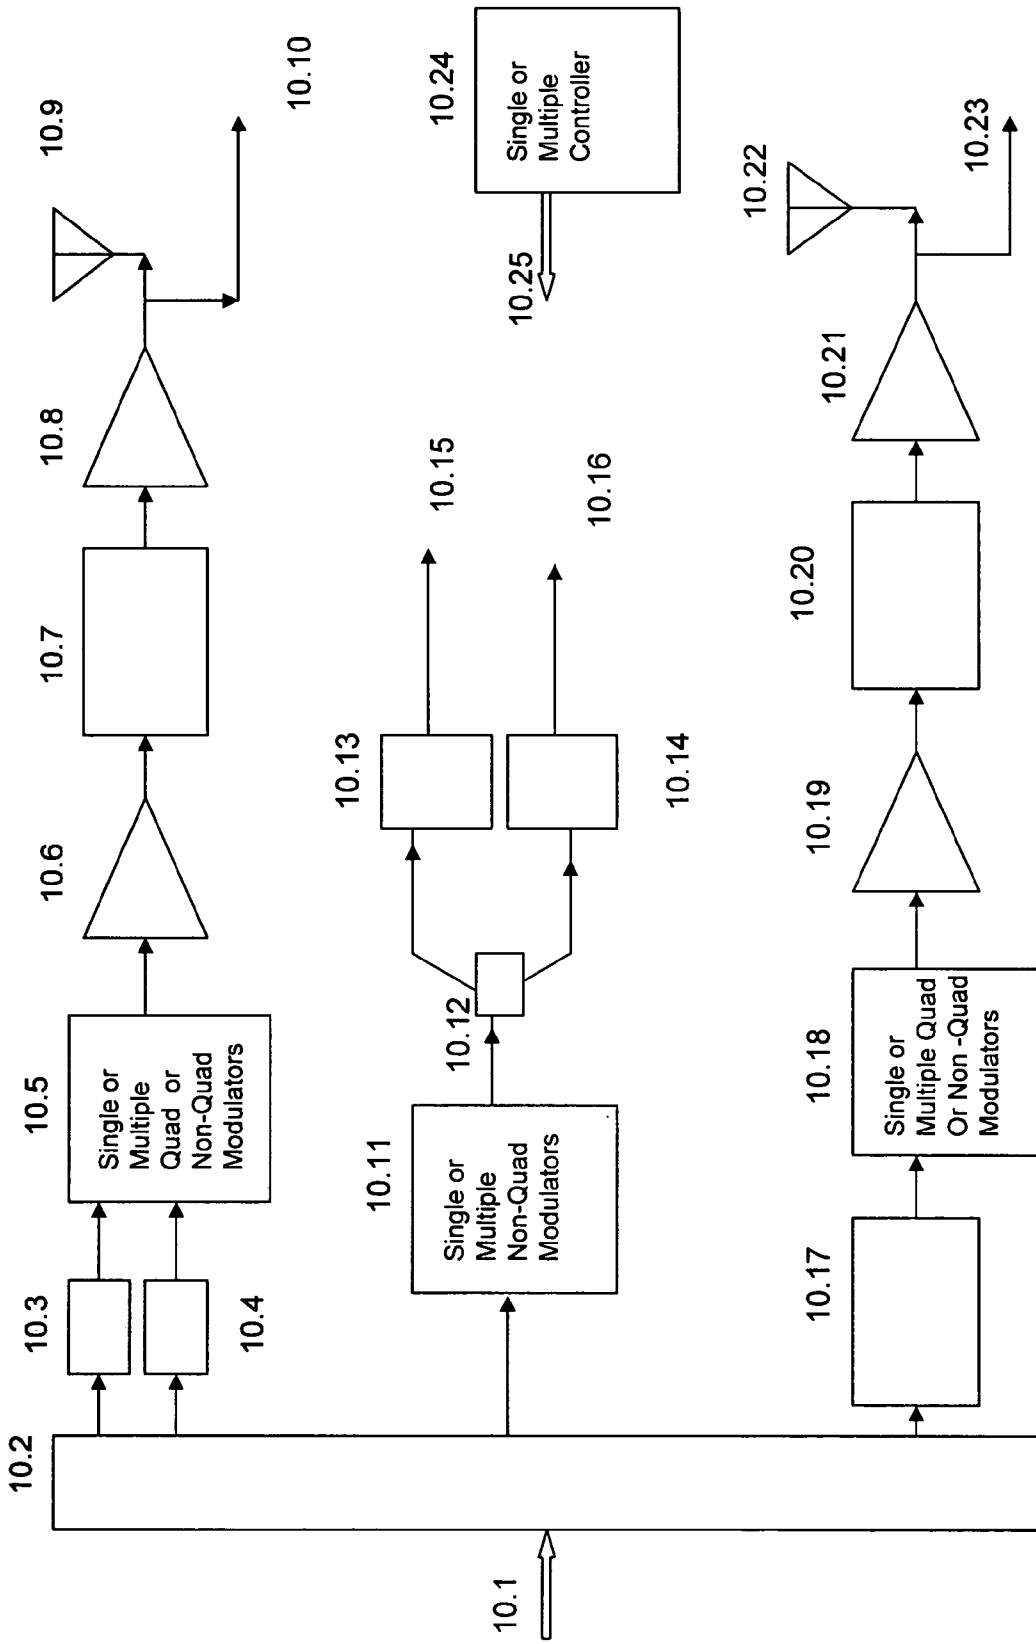 10.1
10.2
10.3
10.4
10.5
Single or
Multiple
Quad or
Non-Quad
Modulators
10.6
10.7
10.8
10.9
10.10
10.11
Single or
Multiple
Non-Quad
Modulators
10.12
10.13
10.14
10.15
10.16
10.24
Single or
Multiple
Controller
10.25
10.17
10.18
Single or
Multiple Quad
Or Non -Quad
Modulators
10.19
10.20
10.21
10.22
10.23